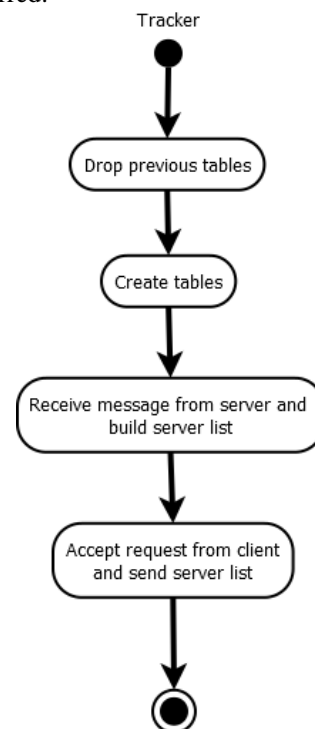 Tracker
Drop previous tables
Create tables
Receive message from server and
build server list
Accept request from client
and send server list